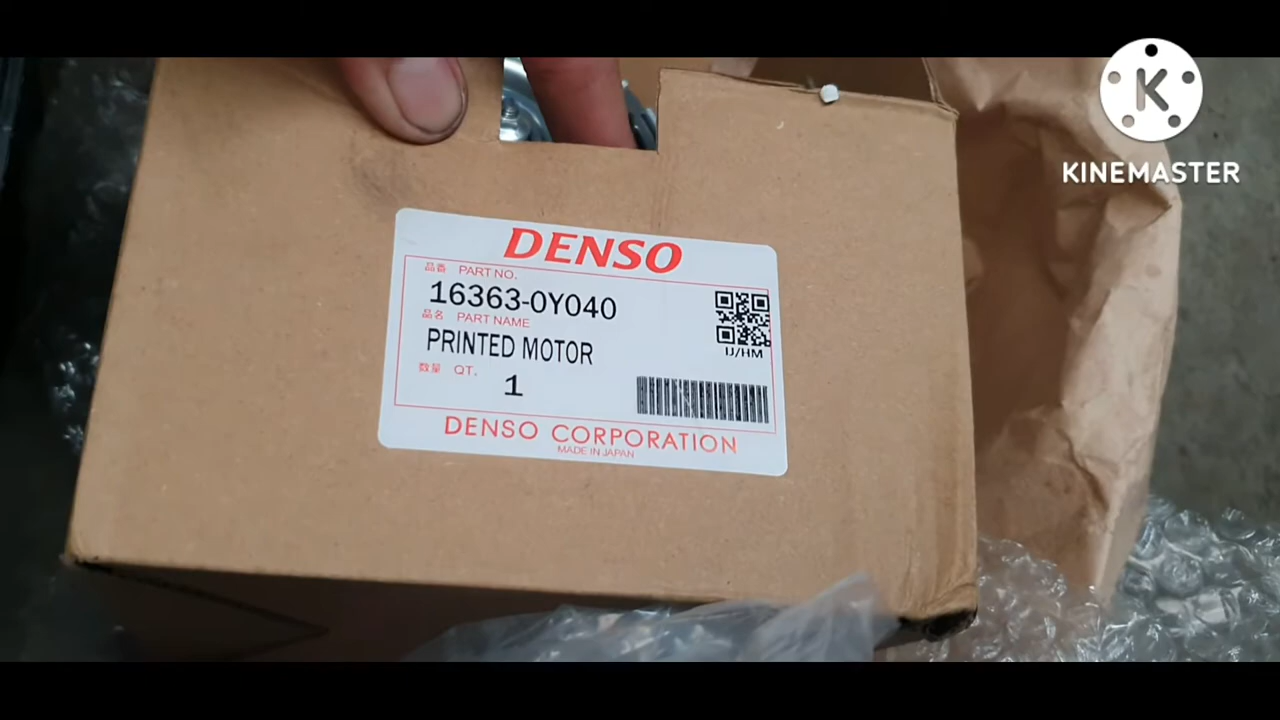 K
KINEMASTER
DENSO
品番 PART NO.
16363-0Y040
品名 PART NAME
PRINTED MOTOR
IJ/HM
数量 QT.
1
DENSO CORPORATION
MADE IN JAPAN